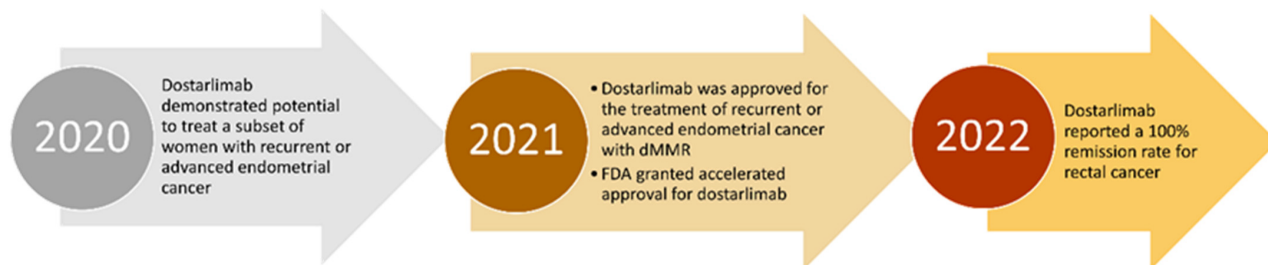 2020
Dostarlimab
demonstrated potential
to treat a subset of
women with recurrent or
advanced endometrial
cancer
2021
• Dostarlimab was approved for
the treatment of recurrent or
advanced endometrial cancer
with dMMR
• FDA granted accelerated
approval for dostarlimab
2022
Dostarlimab
reported a 100%
remission rate for
rectal cancer